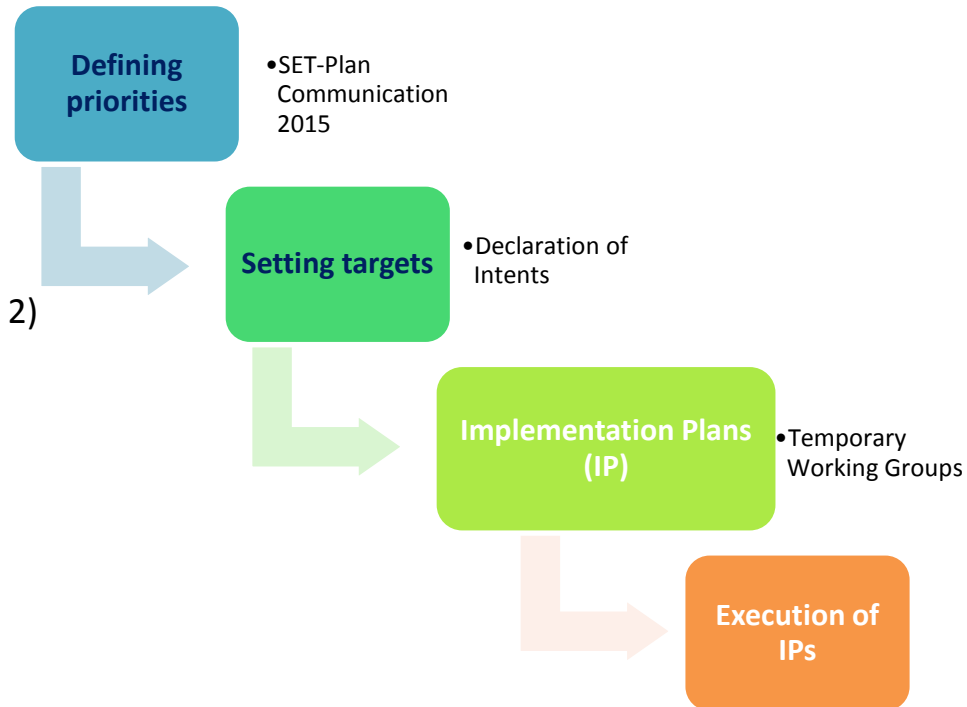 Defining
priorities
•SET-Plan
Communication
2015
Setting targets
•Declaration of
Intents
2)
Implementation Plans
(IP)
•Temporary
Working Groups
Execution of
IPs